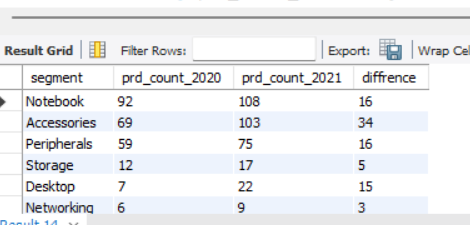 Result Grid Filter Rows: Export: Wrap Cel
segment prd_count_2020 prd_count_2021 diffrence
Notebook 92 108 16
Accessories 69 103 34
Peripherals 59 75 16
Storage 12 17 5
Desktop 7 22 15
Networking 6 9 3
Result 14